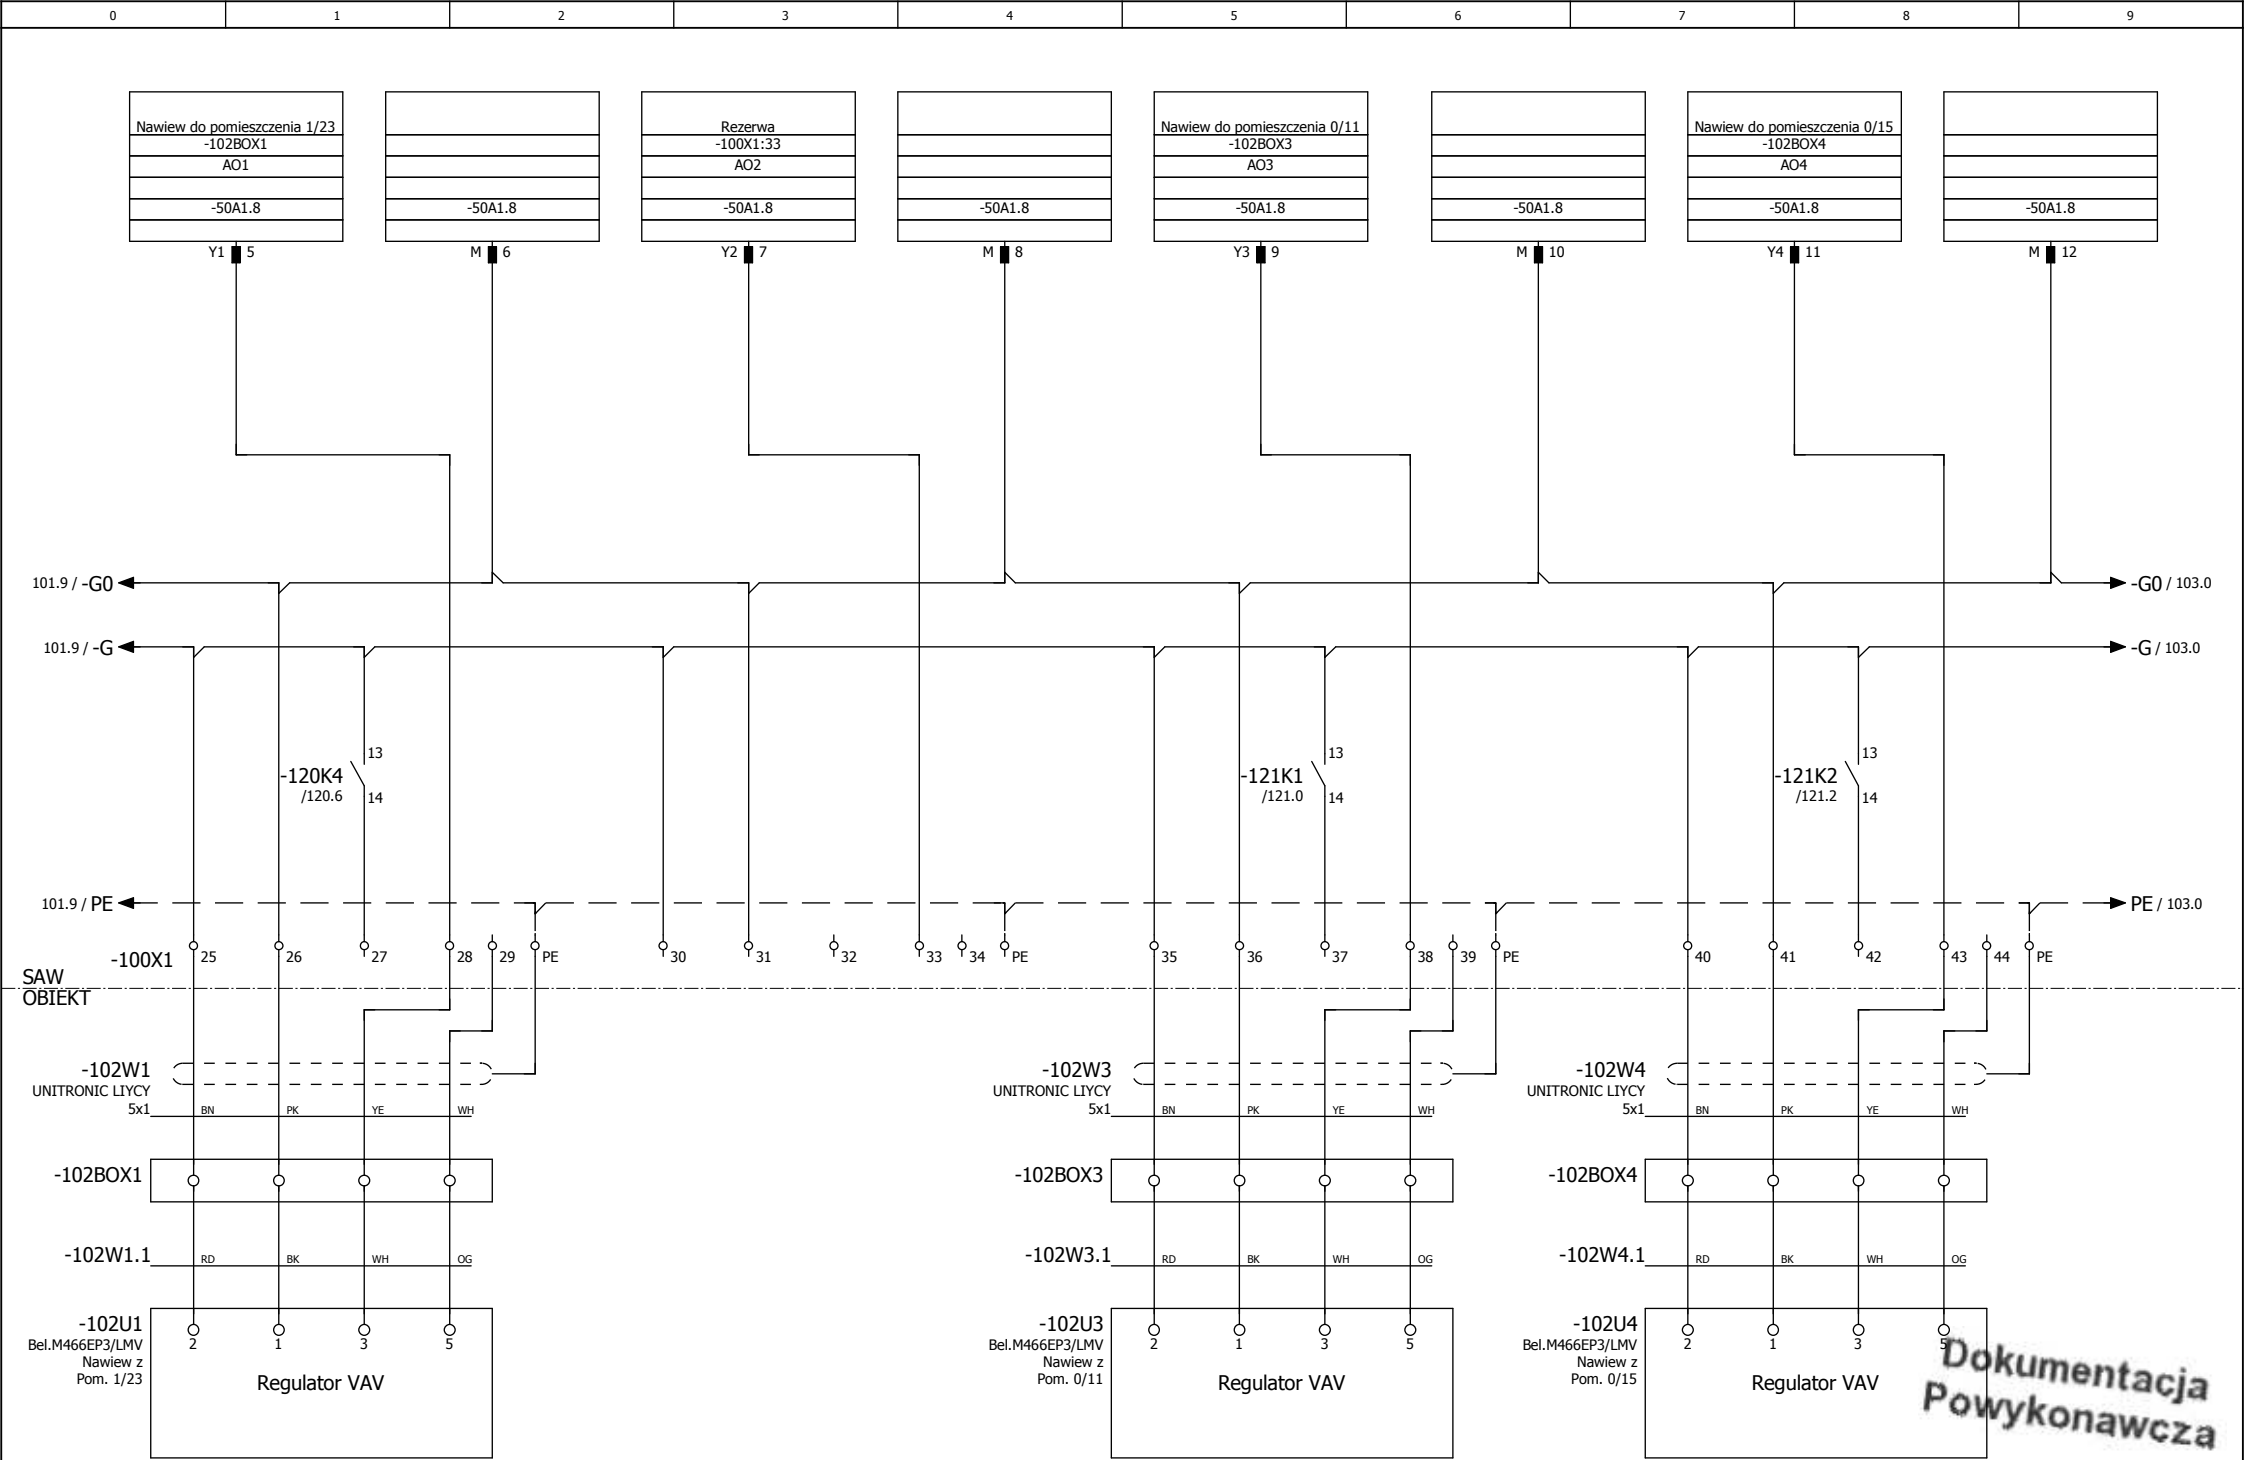 0 1 2 3 4 5 6 7 8 9
Nawiew do pomieszczenia 1/23 Rezerwa Nawiew do pomieszczenia 0/11 Nawiew do pomieszczenia 0/15
-102BOX1 -100X1:33 -102BOX3 -102BOX4
AO1 AO2 AO3 AO4
-50A1.8 -50A1.8 -50A1.8 -50A1.8 -50A1.8 -50A1.8 -50A1.8 -50A1.8
Y1 5 M 6 Y2 7 M 8 Y3 9 M 10 Y4 11 M 12
101.9 / -G0 -G0 / 103.0
101.9 / -G -G / 103.0
13 13 13
-120K4 -121K1 -121K2
/120.6 14 /121.0 14 /121.2 14
101.9 / PE PE / 103.0
-100X1 25 26 27 28 29 PE 30 31 32 33 34 PE 35 36 37 38 39 PE 40 41 42 43 44 PE
SAW
OBIEKT
-102W1 -102W3 -102W4
UNITRONIC LIYCY UNITRONIC LIYCY UNITRONIC LIYCY
5x1 BN PK YE WH 5x1 BN PK YE WH 5x1 BN PK YE WH
-102BOX1 -102BOX3 -102BOX4
-102W1.1 RD BK WH OG -102W3.1 RD BK WH OG -102W4.1 RD BK WH OG
-102U1 -102U3 -102U4
Bel.M466EP3/LMV 2 1 3 5 Bel.M466EP3/LMV 2 1 3 5 Bel.M466EP3/LMV 2 1 3 5
Nawiew z Nawiew z Nawiew z
Pom. 1/23 Regulator VAV Pom. 0/11 Regulator VAV Pom. 0/15 Regulator VAV
Dokumentacja
Powykonawcza